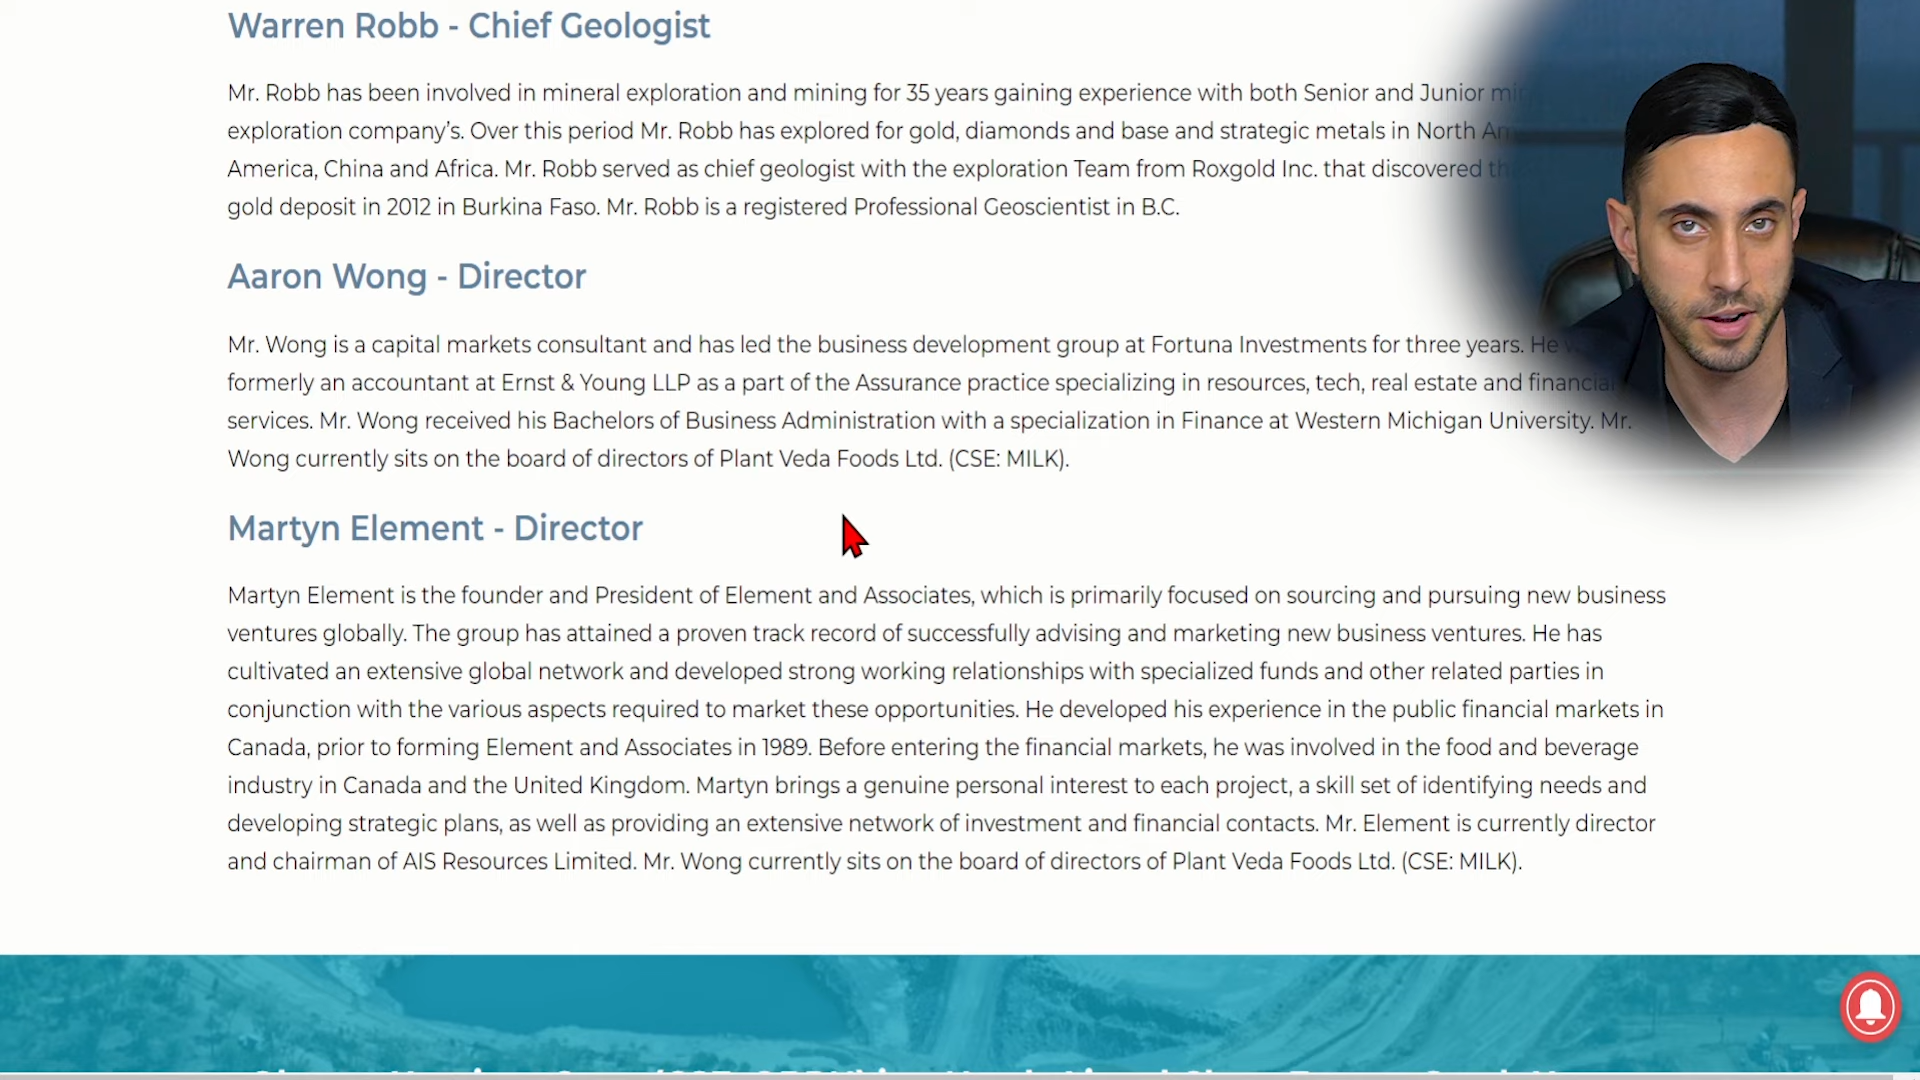 Warren Robb - Chief Geologist
Mr. Robb has been involved in mineral exploration and mining for 35 years gaining experience with both Senior and Junior
exploration company's. Over this period Mr. Robb has explored for gold, diamonds and base and strategic metals in North
America, China and Africa. Mr. Robb served as chief geologist with the exploration Team from Roxgold Inc. that discovered
gold deposit in 2012 in Burkina Faso. Mr. Robb is a registered Professional Geoscientist in B.C.
Aaron Wong - Director
Mr. Wong is a capital markets consultant and has led the business development group at Fortuna Investments for three years. He
formerly an accountant at Ernst & Young LLP as a part of the Assurance practice specializing in resources, tech, real estate and financial
services. Mr. Wong received his Bachelors of Business Administration with a specialization in Finance at Western Michigan University. Mr.
Wong currently sits on the board of directors of Plant Veda Foods Ltd. (CSE: MILK).
Martyn Element - Director
Martyn Element is the founder and President of Element and Associates, which is primarily focused on sourcing and pursuing new business
ventures globally. The group has attained a proven track record of successfully advising and marketing new business ventures. He has
cultivated an extensive global network and developed strong working relationships with specialized funds and other related parties in
conjunction with the various aspects required to market these opportunities. He developed his experience in the public financial markets in
Canada, prior to forming Element and Associates in 1989. Before entering the financial markets, he was involved in the food and beverage
industry in Canada and the United Kingdom. Martyn brings a genuine personal interest to each project, a skill set of identifying needs and
developing strategic plans, as well as providing an extensive network of investment and financial contacts. Mr. Element is currently director
and chairman of AIS Resources Limited. Mr. Wong currently sits on the board of directors of Plant Veda Foods Ltd. (CSE: MILK).